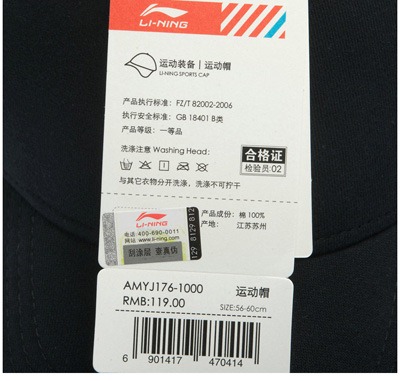 LI-NING
运动装备 | 运动帽
LI-NING SPORTS CAP
产品执行标准: FZ/T 82002-2006
执行安全标准: GB 18401 B类
产品等级: 一等品
洗涤注意 Washing Head:
合格证
检验员:02
与其它衣物分开洗涤, 洗涤不可拧干
LI-NING
电话: 400-690-0011
网站: www.li-ning.com
刮涂层 查真伪
产品成份: 棉 100%
产地: 江苏苏州
AMYJ176-1000 运动帽
RMB:119.00 SIZE:56-60cm
6 901417 470414